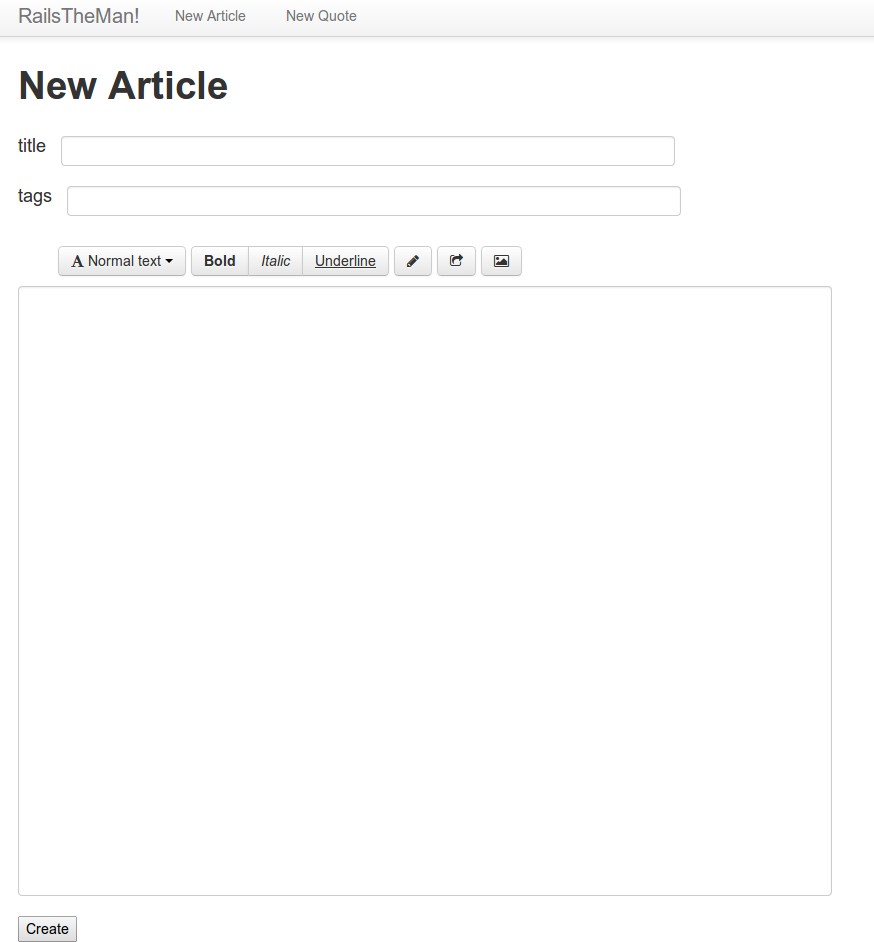 RailsTheMan! New Article New Quote
New Article
title
tags
A Normal text Bold Italic Underline
Create